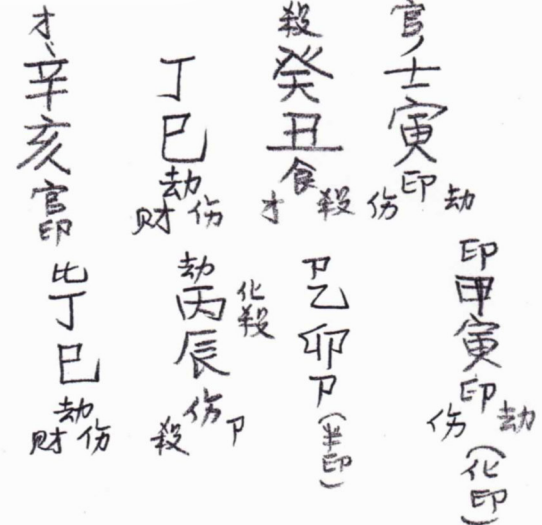 官壬寅印
伤 劫
殺癸丑食
才 殺
丁巳劫
财 伤
才辛亥官印
印甲寅印
伤 劫
(化印)
卩乙卯卩(半印)
劫丙辰伤
化殺
殺 卩
比丁巳劫
财 伤